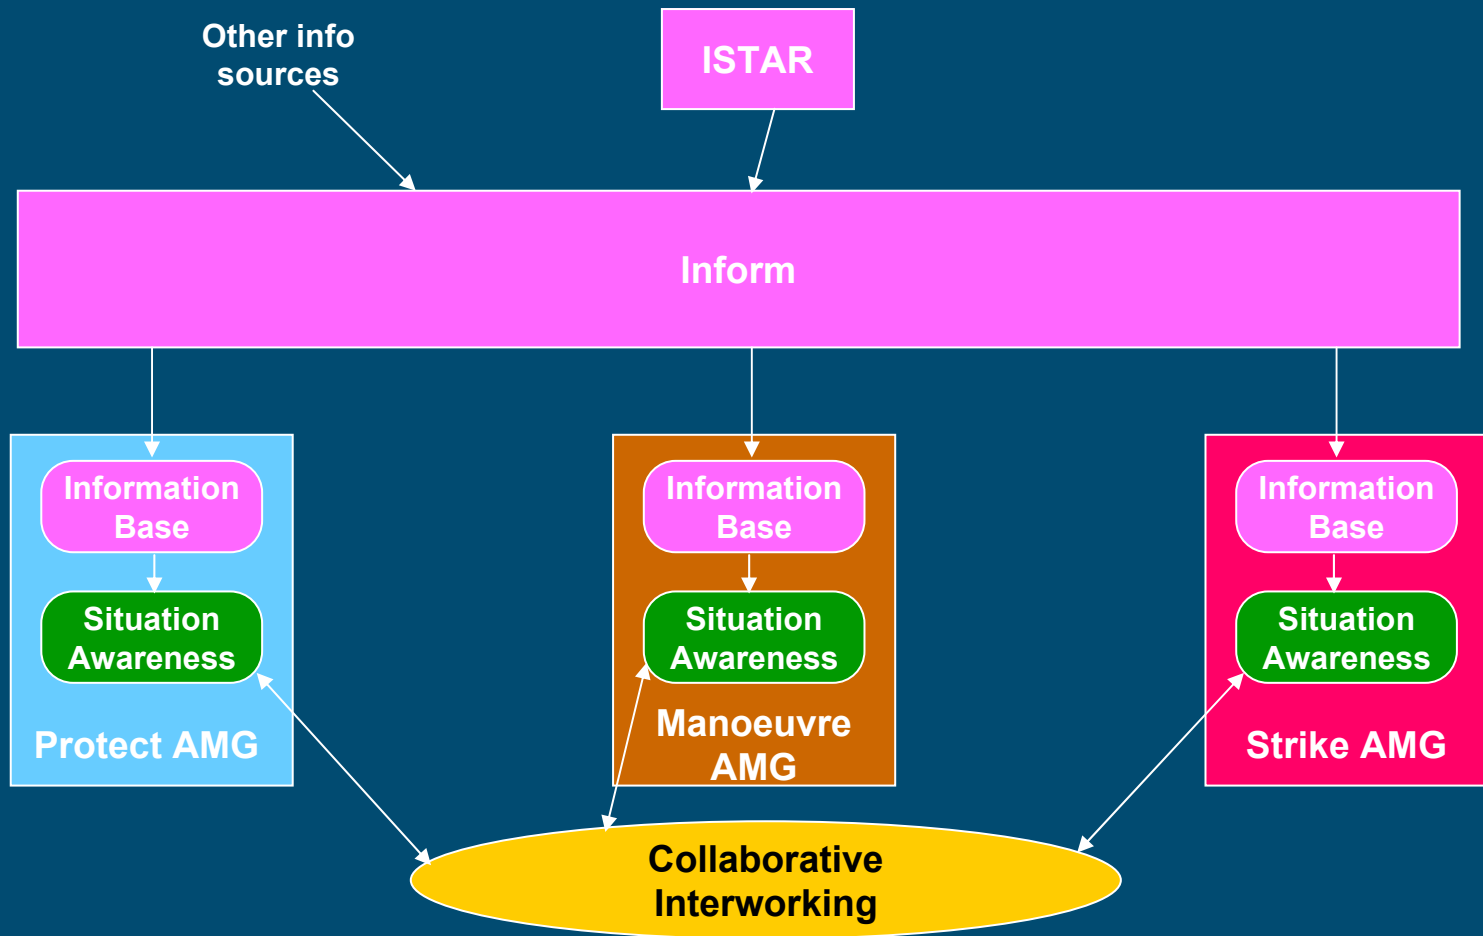 Other info
sources
ISTAR
Inform
Information
Base
Situation
Awareness
Protect AMG
Information
Base
Situation
Awareness
Manoeuvre
AMG
Information
Base
Situation
Awareness
Strike AMG
Collaborative
Interworking